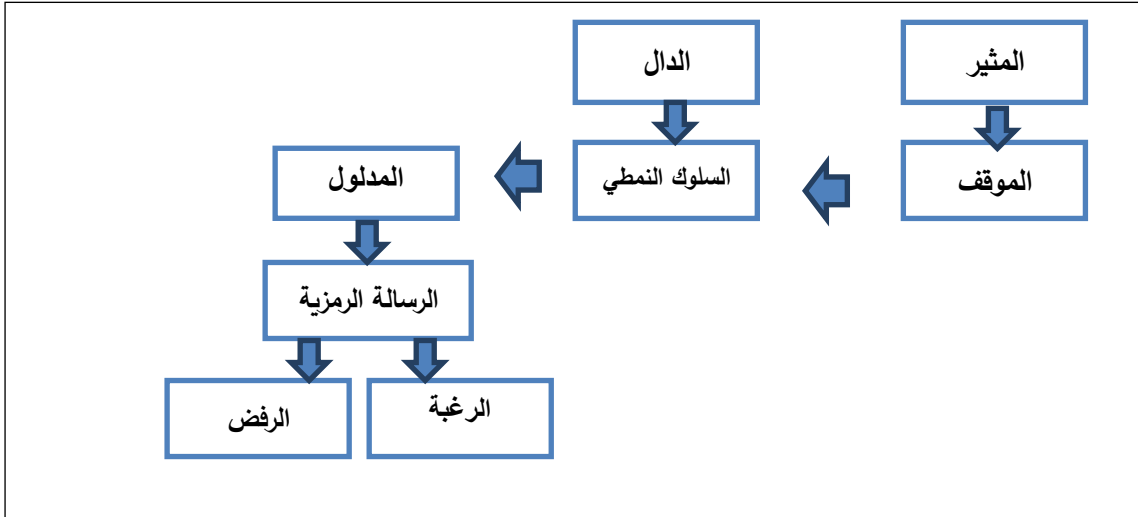 المثير
الدال
الموقف
السلوك النمطي
المدلول
الرسالة الرمزية
الرغبة
الرفض